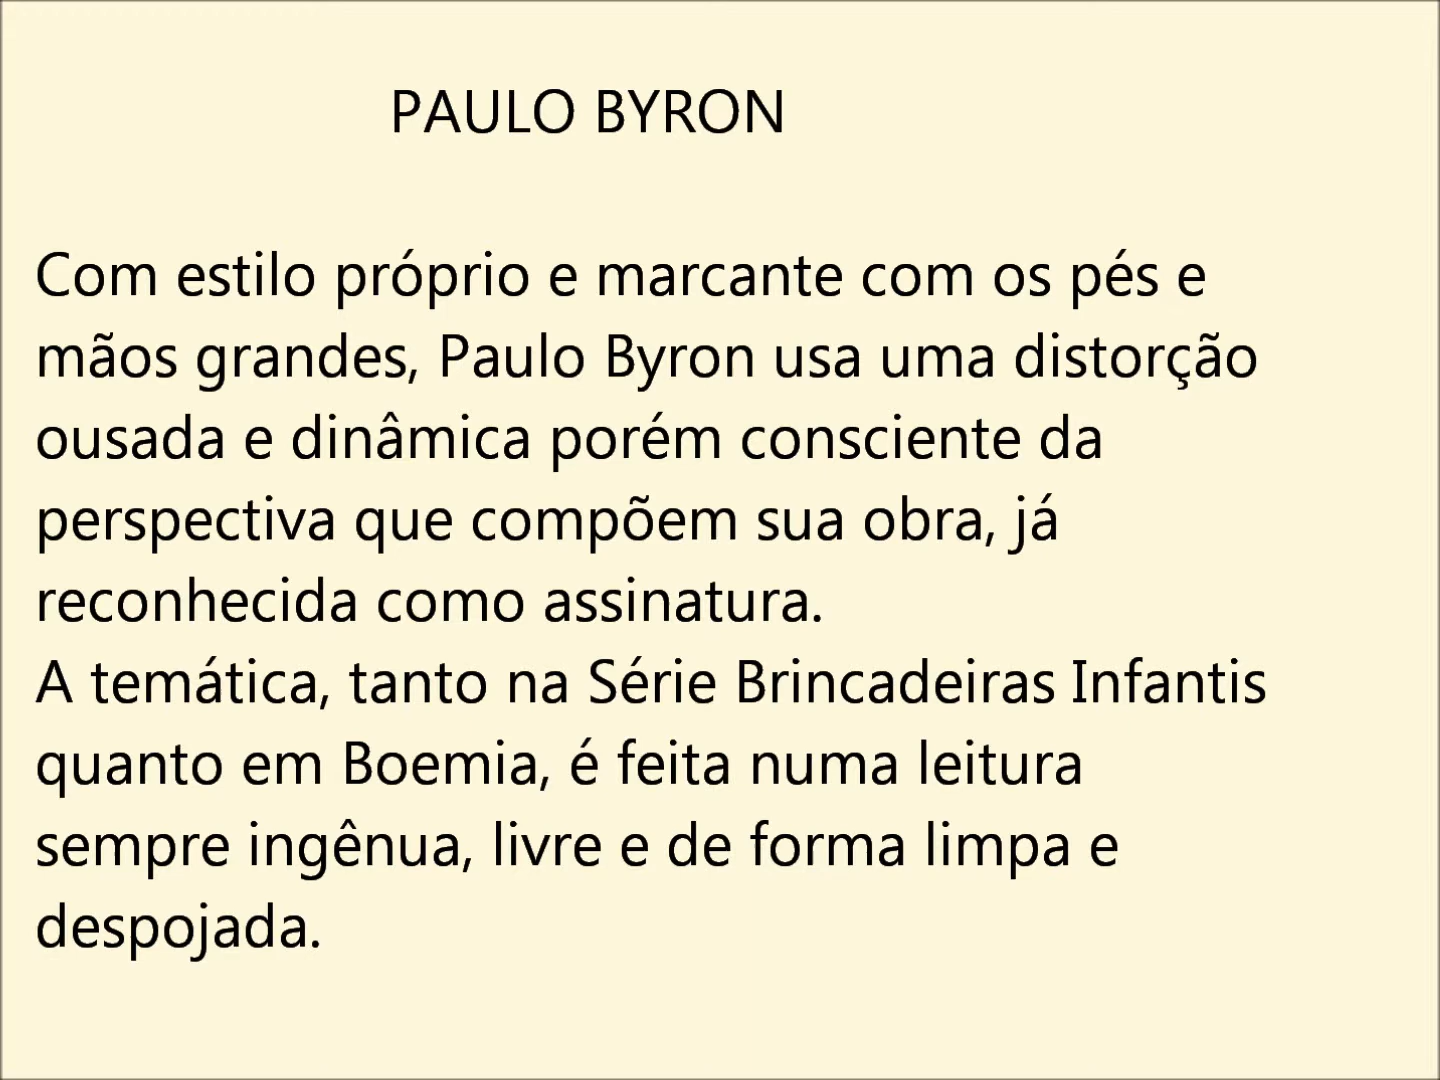 PAULO BYRON
Com estilo próprio e marcante com os pés e
mãos grandes, Paulo Byron usa uma distorção
ousada e dinâmica porém consciente da
perspectiva que compõem sua obra, já
reconhecida como assinatura.
A temática, tanto na Série Brincadeiras Infantis
quanto em Boemia, é feita numa leitura
sempre ingênua, livre e de forma limpa e
despojada.